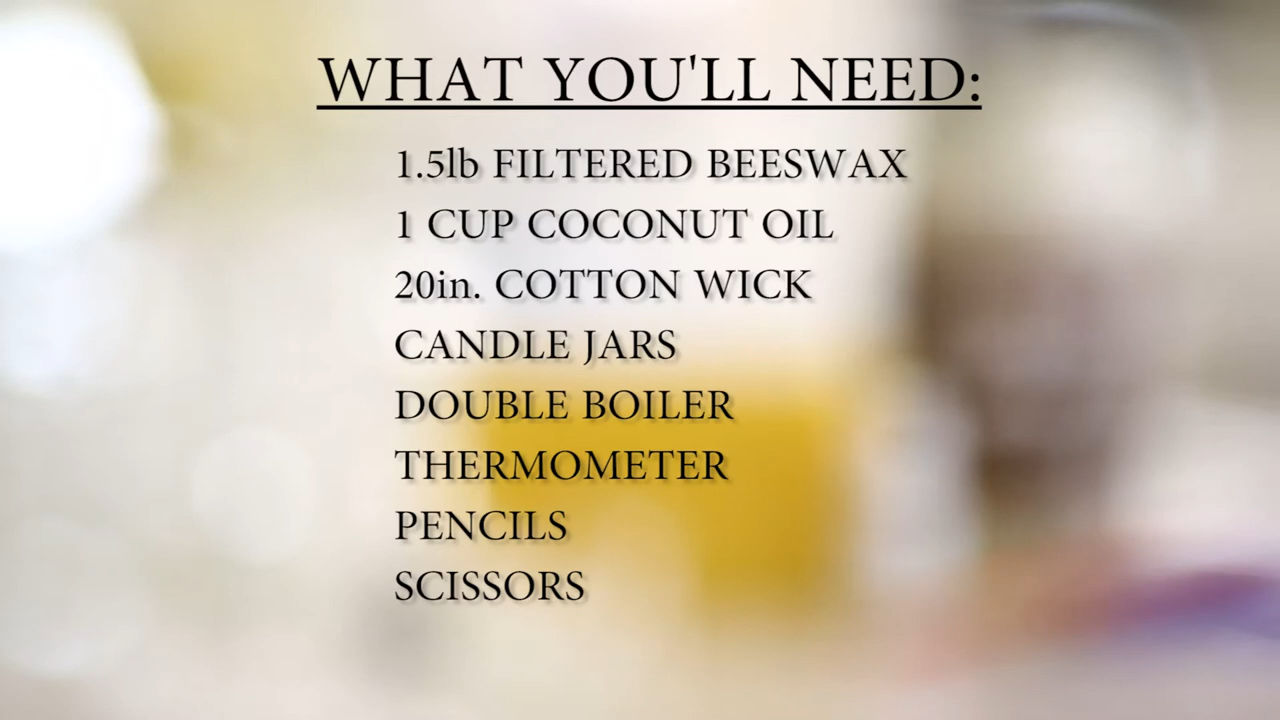 WHAT YOU'LL NEED:
1.5lb FILTERED BEESWAX
1 CUP COCONUT OIL
20in. COTTON WICK
CANDLE JARS
DOUBLE BOILER
THERMOMETER
PENCILS
SCISSORS